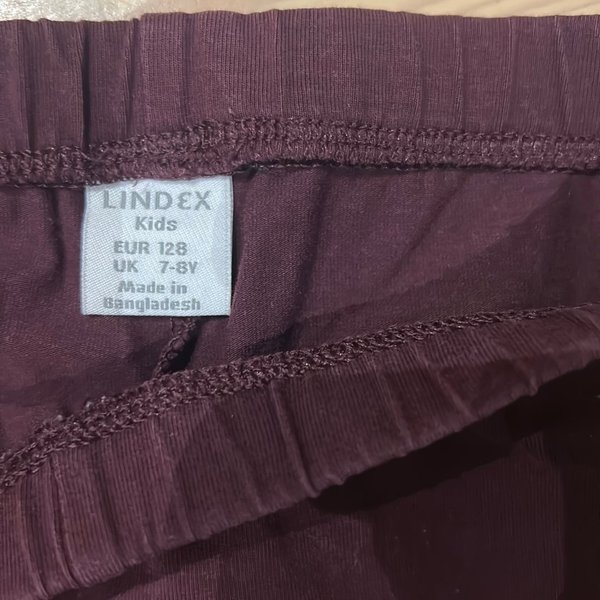 LINDEX
Kids
EUR 128
UK 7-8Y
Made in
Bangladesh